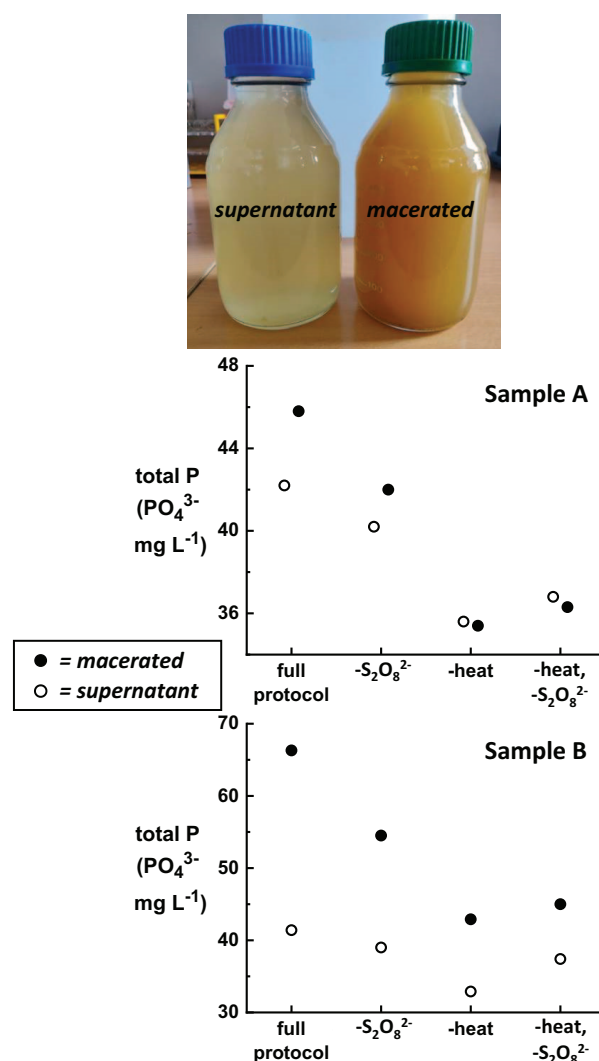 supernatant
macerated
Sample A
48
44
40
36
total P
(PO₄³⁻
mg L⁻¹)
full
protocol
-S₂O₈²⁻
-heat
-heat,
-S₂O₈²⁻
● = macerated
○ = supernatant
Sample B
70
60
50
40
30
total P
(PO₄³⁻
mg L⁻¹)
full
protocol
-S₂O₈²⁻
-heat
-heat,
-S₂O₈²⁻